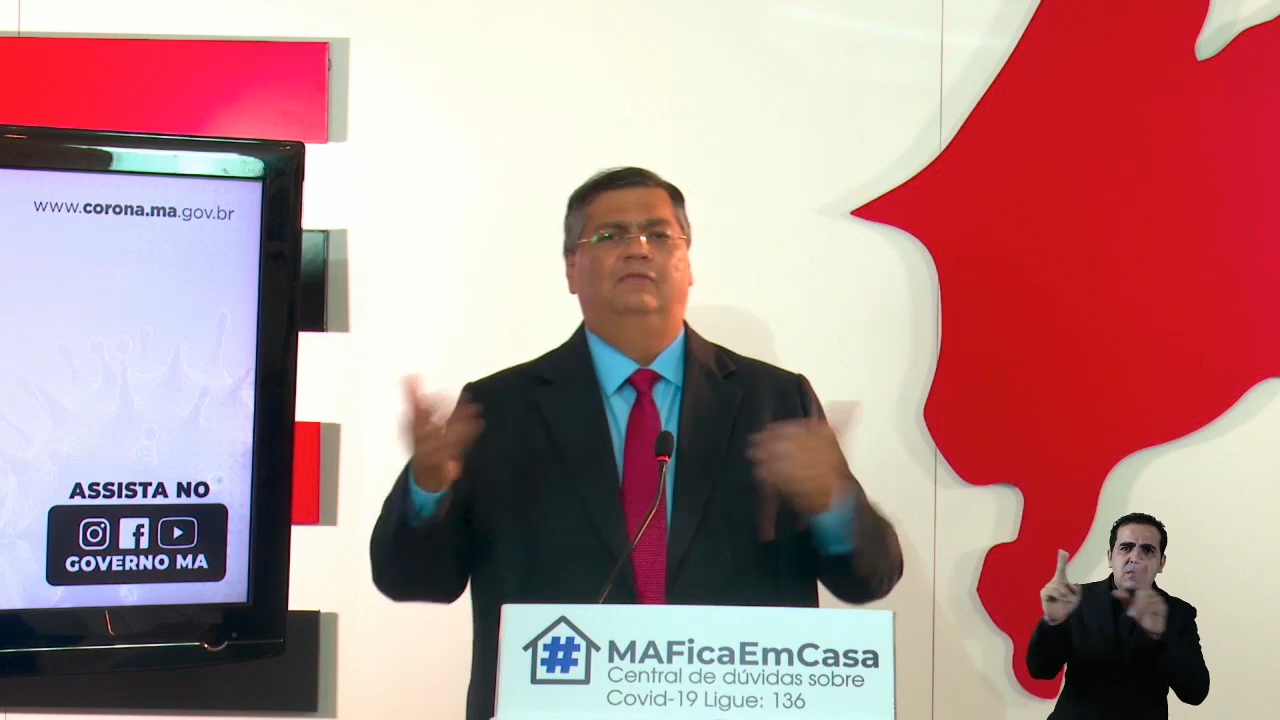 www.corona.ma.gov.br
ASSISTA NO
GOVERNO MA
#MAFicaEmCasa
Central de dúvidas sobre
Covid-19 Ligue: 136